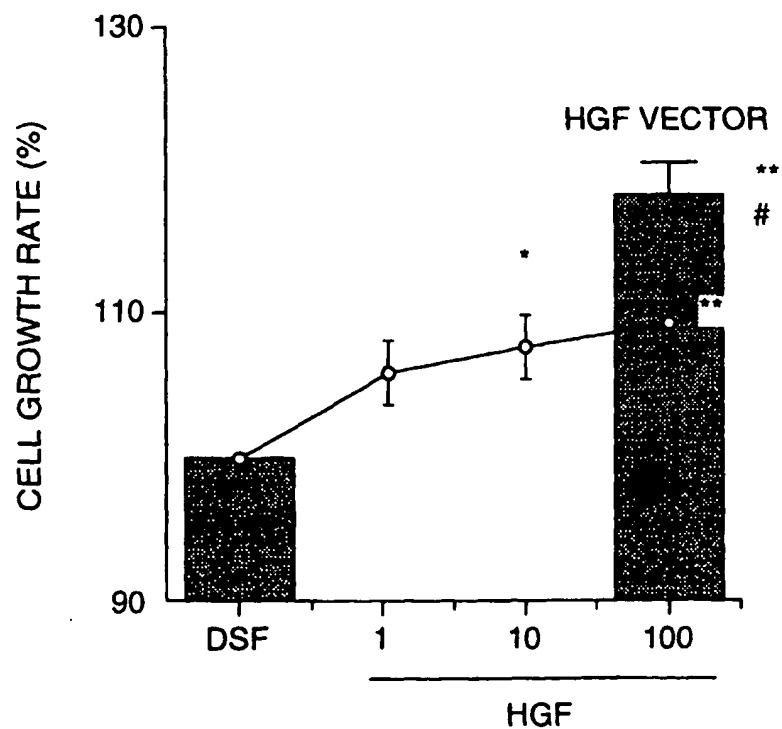 130
HGF VECTOR
**
#
*
110
**
CELL GROWTH RATE (%)
90
DSF 1 10 100
HGF